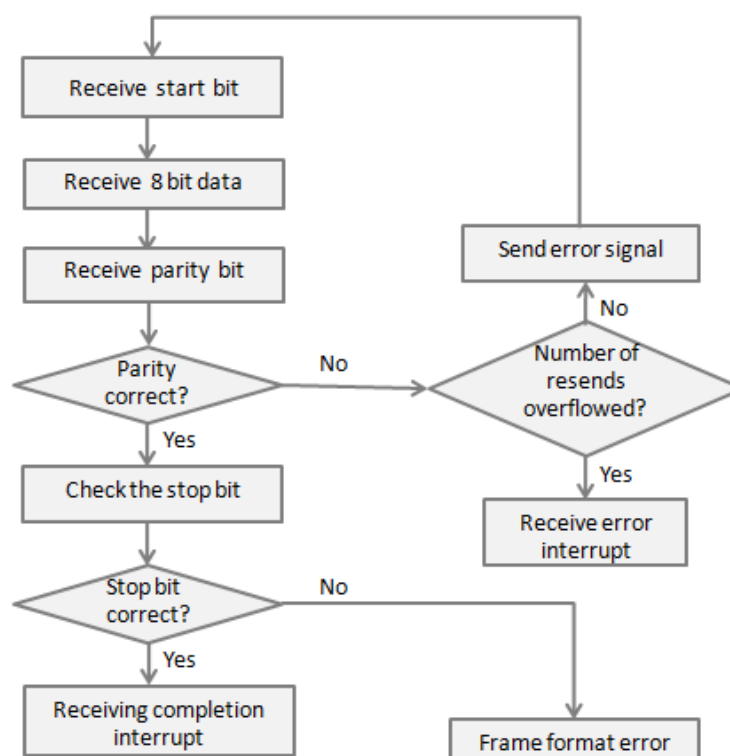 Receive start bit
Receive 8 bit data
Receive parity bit
Send error signal
No
Parity
correct?
No
Number of
resends
overflowed?
Yes
Check the stop bit
Yes
Receive error
interrupt
Stop bit
correct?
No
Yes
Receiving completion
interrupt
Frame format error